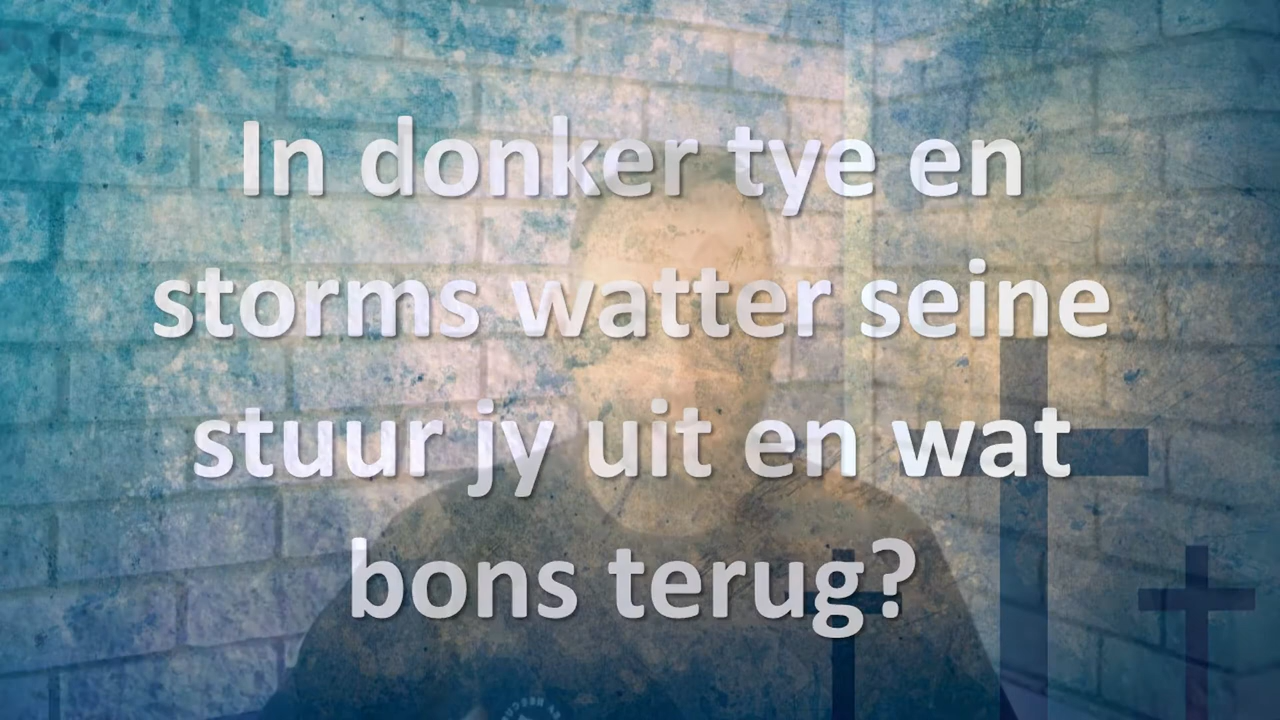 In donker tye en
storms watter seine
stuur jy uit en wat
bons terug?